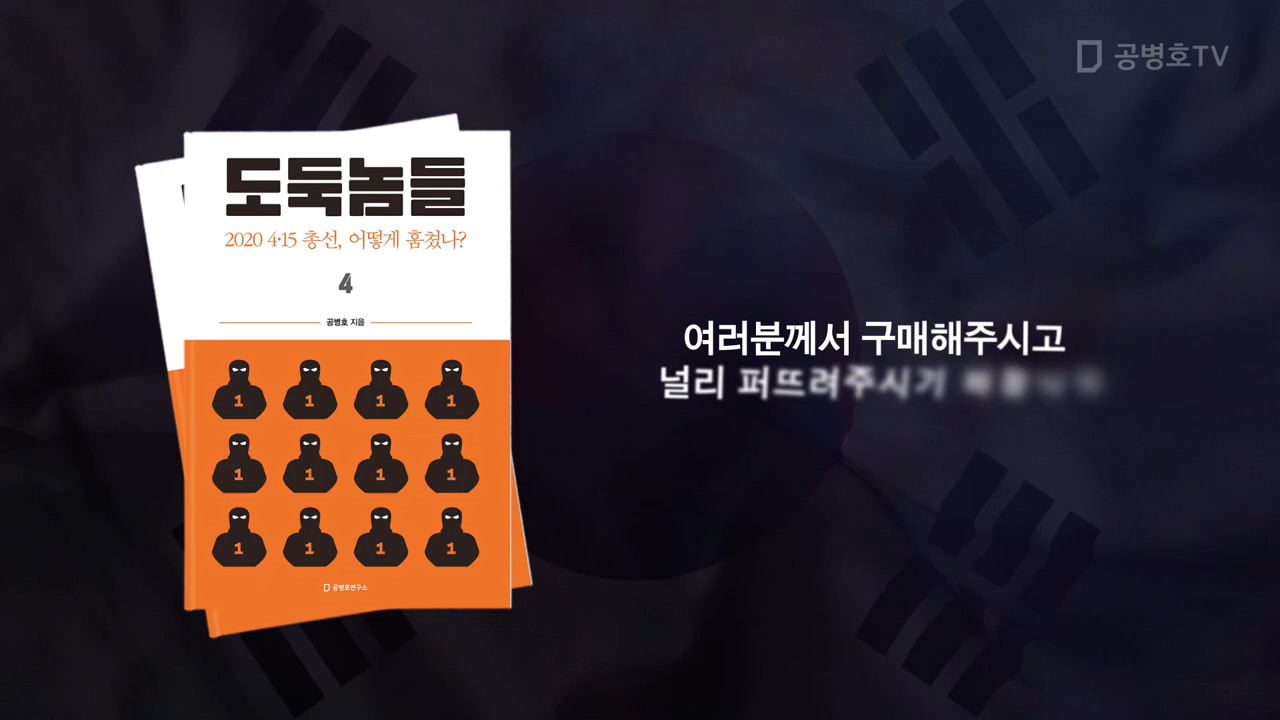 공병호TV
도둑놈들
2020 4·15 총선, 어떻게 훔쳤나?
4
공병호 지음
1 1 1 1
1 1 1 1
1 1 1 1
공병호연구소
여러분께서 구매해주시고
널리 퍼뜨려주시기